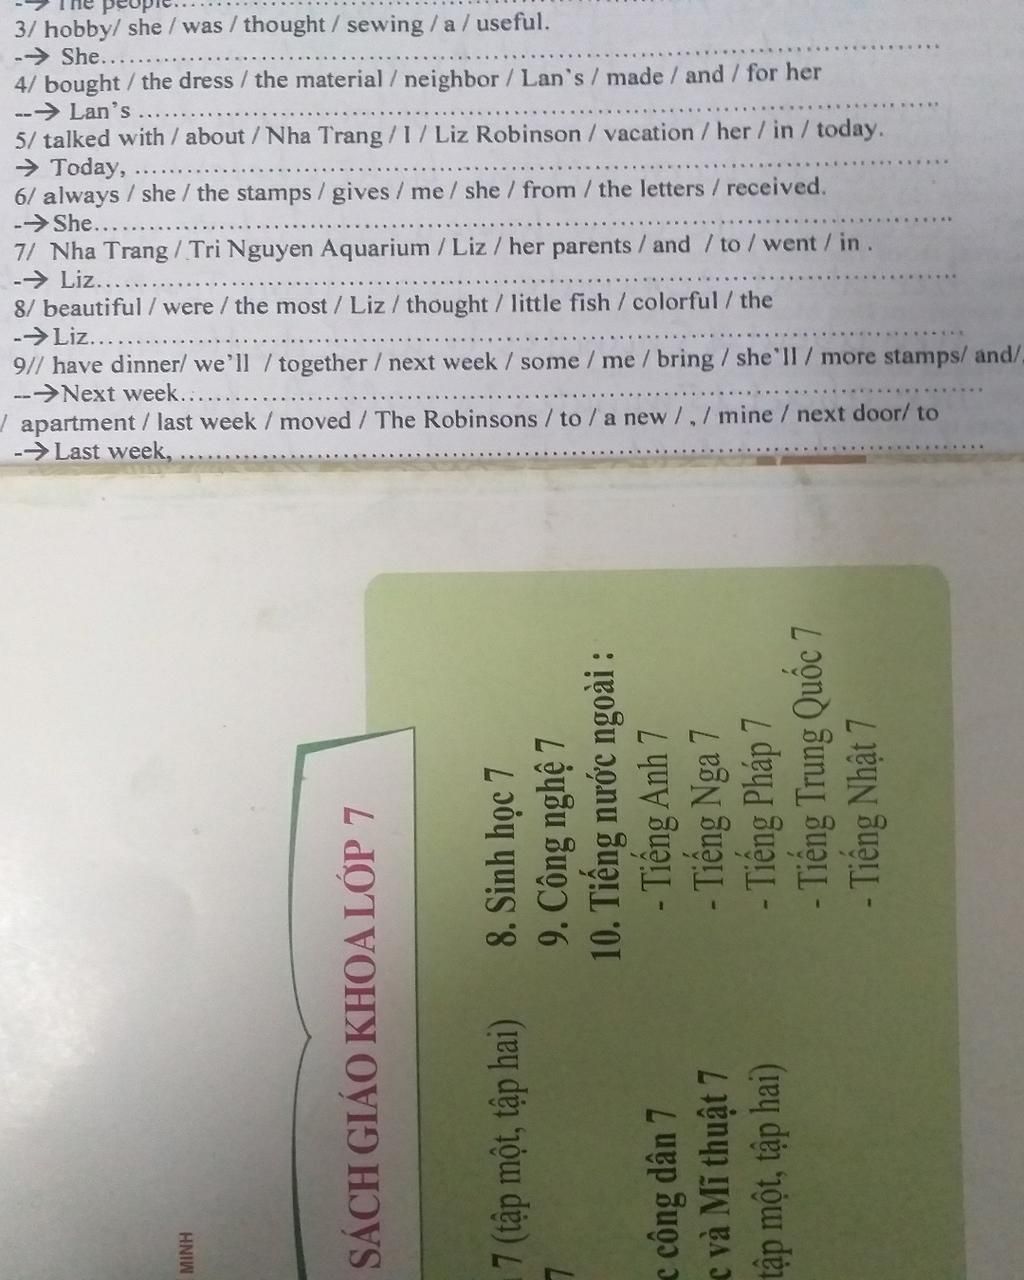 -→ The people..............
3/ hobby/ she / was / thought / sewing / a / useful.
-→ She..............
4/ bought / the dress / the material / neighbor / Lan's / made / and / for her
--→ Lan's ..............
5/ talked with / about / Nha Trang / I / Liz Robinson / vacation / her / in / today.
→ Today, ..............
6/ always / she / the stamps / gives / me / she / from / the letters / received.
-→She..............
7/ Nha Trang / Tri Nguyen Aquarium / Liz / her parents / and / to / went / in .
-→ Liz..............
8/ beautiful / were / the most / Liz / thought / little fish / colorful / the
-→Liz..............
9// have dinner/ we'll / together / next week / some / me / bring / she'll / more stamps/ and/.
--→Next week..............
/ apartment / last week / moved / The Robinsons / to / a new / , / mine / next door/ to
-→Last week, ..............
SÁCH GIÁO KHOA LỚP 7
7 (tập một, tập hai)
7
c công dân 7
c và Mĩ thuật 7
tập một, tập hai)
8. Sinh học 7
9. Công nghệ 7
10. Tiếng nước ngoài :
- Tiếng Anh 7
- Tiếng Nga 7
- Tiếng Pháp 7
- Tiếng Trung Quốc 7
- Tiếng Nhật 7
MINH